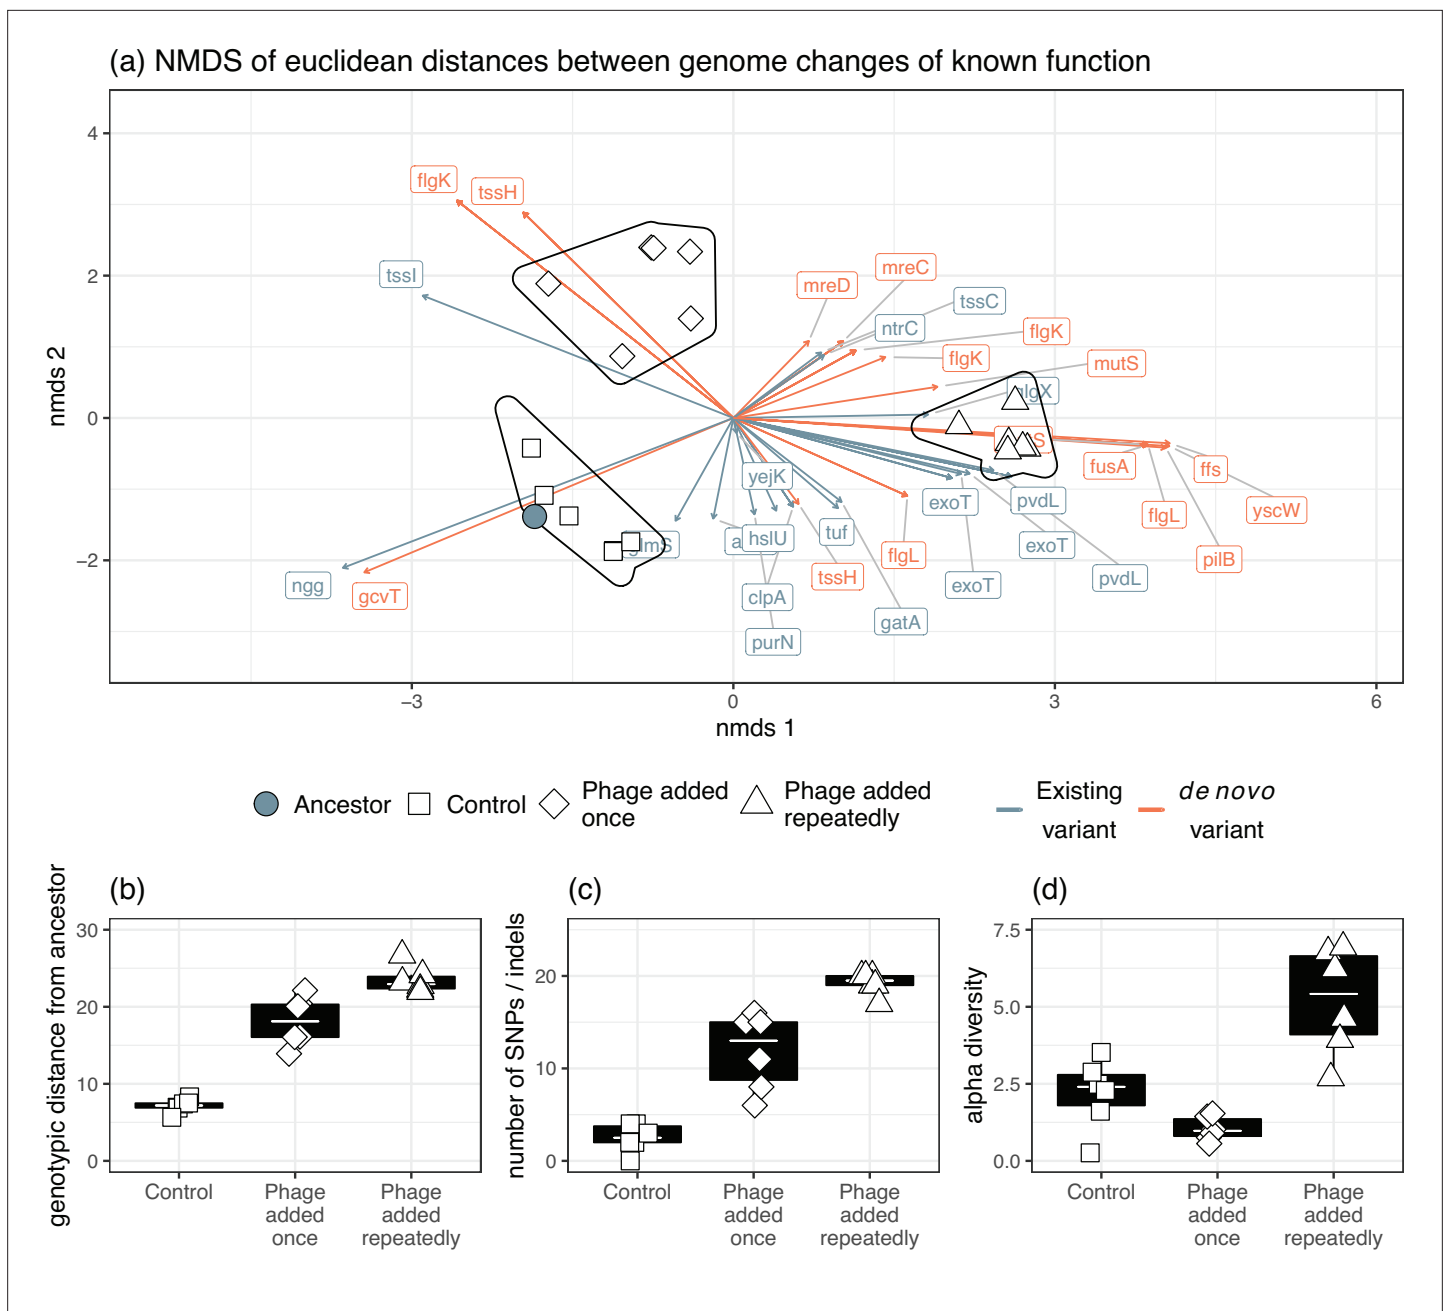 (a) NMDS of euclidean distances between genome changes of known function
nmds 2
4
2
0
−2
flgK
tssH
tssI
mreC
mreD
tssC
ntrC
flgK
flgK
mutS
glgX
fusA
ffs
yejK
exoT
pvdL
flgL
yscW
glmS
hslU
tuf
flgL
exoT
pilB
ngg
gcvT
tssH
exoT
pvdL
clpA
gatA
purN
−3
0
3
6
nmds 1
Ancestor
Control
Phage added
once
Phage added
repeatedly
Existing
variant
de novo
variant
(b)
genotypic distance from ancestor
30
20
10
0
Control
Phage
added
once
Phage
added
repeatedly
(c)
number of SNPs / indels
20
10
0
Control
Phage
added
once
Phage
added
repeatedly
(d)
alpha diversity
7.5
5.0
2.5
0.0
Control
Phage
added
once
Phage
added
repeatedly